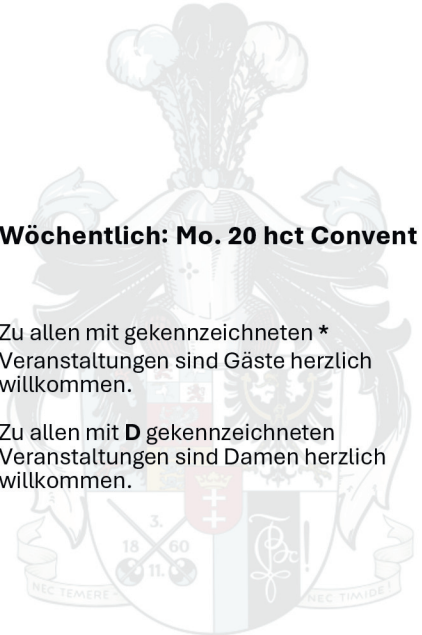 Wöchentlich: Mo. 20 hct Convent
Zu allen mit gekennzeichneten *
Veranstaltungen sind Gäste herzlich
willkommen.
Zu allen mit D gekennzeichneten
Veranstaltungen sind Damen herzlich
willkommen.
3.
18 60
11.
NEC TEMERE - NEC TIMIDE!